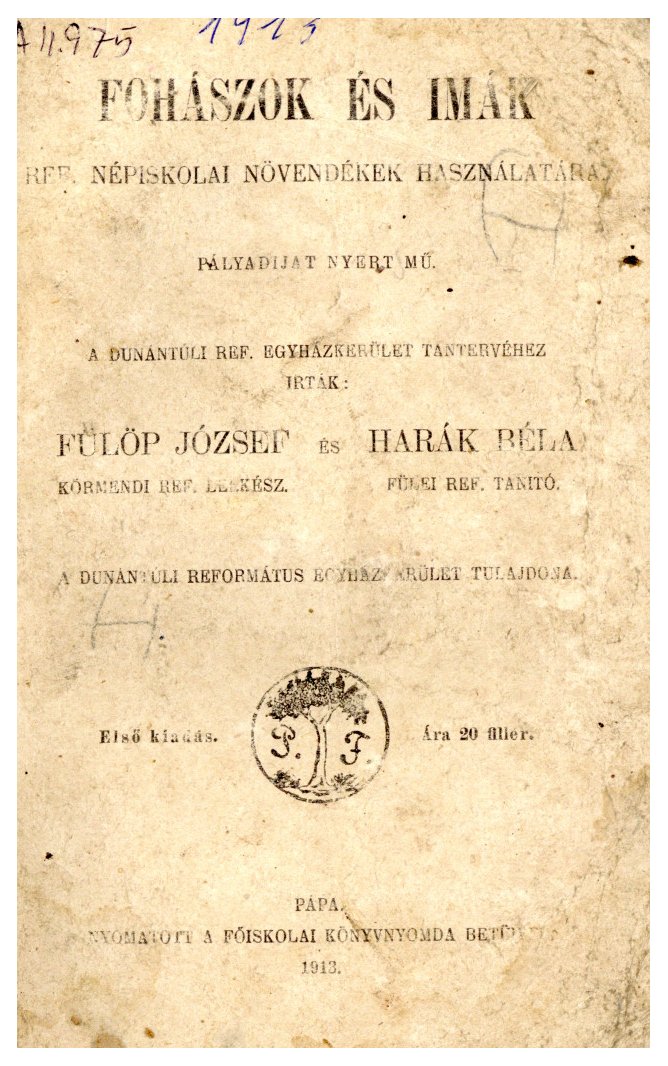 A II.975 1913
FOHÁSZOK ÉS IMÁK
REF. NÉPISKOLAI NÖVENDÉKEK HASZNÁLATÁRA
PÁLYADIJAT NYERT MŰ.
A DUNÁNTÚLI REF. EGYHÁZKERÜLET TANTERVÉHEZ
IRTÁK:
FÜLÖP JÓZSEF ÉS HARÁK BÉLA
KÖRMENDI REF. LELKÉSZ. FÜLEI REF. TANITÓ.
A DUNÁNTÚLI REFORMÁTUS EGYHÁZKERÜLET TULAJDONA.
Első kiadás. P. F. Ára 20 fillér.
PÁPA.
NYOMATOTT A FŐISKOLAI KÖNYVNYOMDA BETŰIVEL
1913.